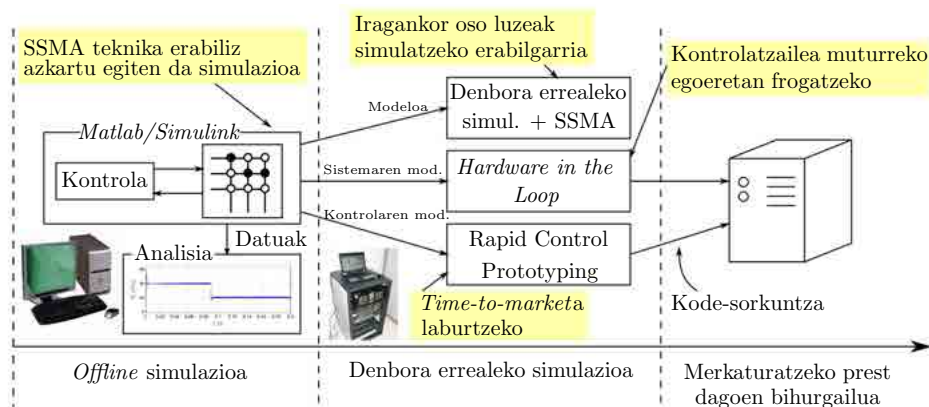 SSMA teknika erabiliz
azkartu egiten da simulazioa
Iragankor oso luzeak
simulatzeko erabilgarria
Kontrolatzailea muturreko
egoeretan frogatzeko
Matlab/Simulink
Kontrola
Modeloa
Denbora errealeko
simul. + SSMA
Sistemaren mod.
Hardware in the
Loop
Kontrolaren mod.
Rapid Control
Prototyping
Datuak
Analisia
Time-to-marketa
laburtzeko
Kode-sorkuntza
Offline simulazioa
Denbora errealeko simulazioa
Merkaturatzeko prest
dagoen bihurgailua